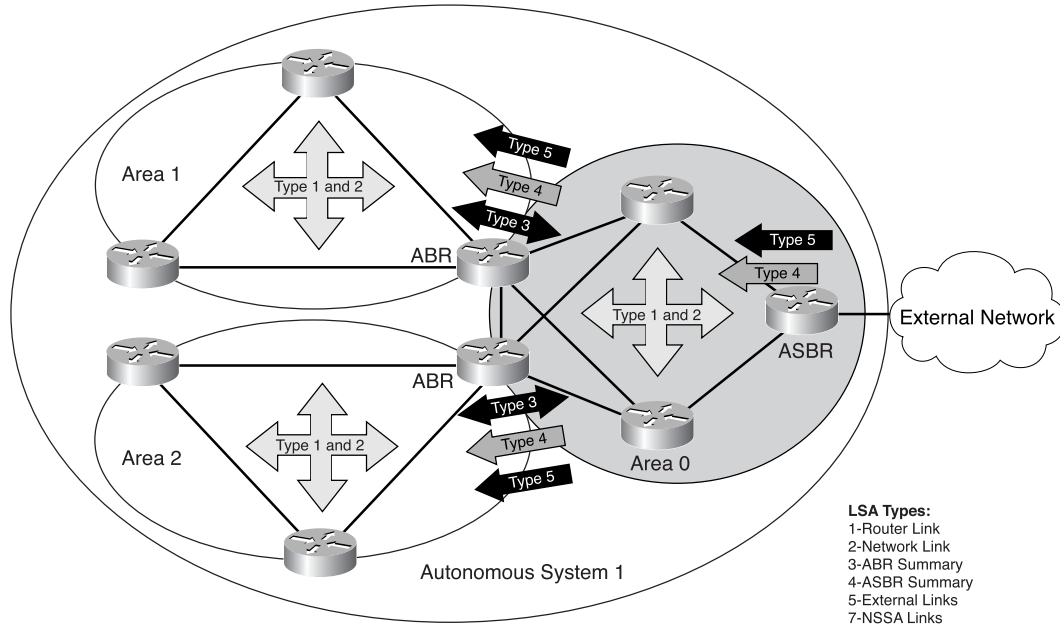 Area 1
Type 1 and 2
Type 5
Type 4
Type 3
ABR
Type 5
Type 4
Type 1 and 2
ASBR
External Network
ABR
Type 3
Type 4
Type 5
Area 2
Type 1 and 2
Area 0
Autonomous System 1
LSA Types:
1-Router Link
2-Network Link
3-ABR Summary
4-ASBR Summary
5-External Links
7-NSSA Links